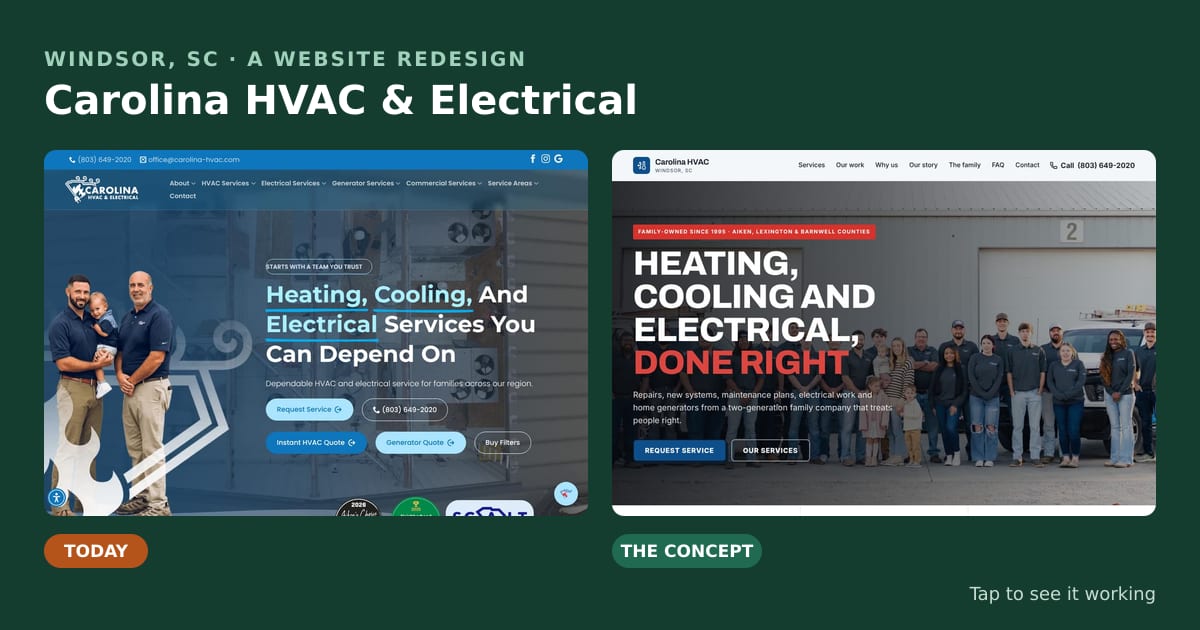 WINDSOR, SC · A WEBSITE REDESIGN
Carolina HVAC & Electrical
(803) 649-2020 office@carolina-hvac.com
CAROLINA
HVAC & ELECTRICAL
About HVAC Services Electrical Services Generator Services Commercial Services Service Areas
Contact
STARTS WITH A TEAM YOU TRUST
Heating, Cooling, And
Electrical Services You
Can Depend On
Dependable HVAC and electrical service for families across our region.
Request Service (803) 649-2020
Instant HVAC Quote Generator Quote Buy Filters
2026
TODAY
Carolina HVAC
WINDSOR, SC
Services Our work Why us Our story The family FAQ Contact Call (803) 649-2020
2
FAMILY-OWNED SINCE 1995 · AIKEN, LEXINGTON & BARNWELL COUNTIES
HEATING,
COOLING AND
ELECTRICAL,
DONE RIGHT
Repairs, new systems, maintenance plans, electrical work and
home generators from a two-generation family company that treats
people right.
REQUEST SERVICE OUR SERVICES
THE CONCEPT
Tap to see it working